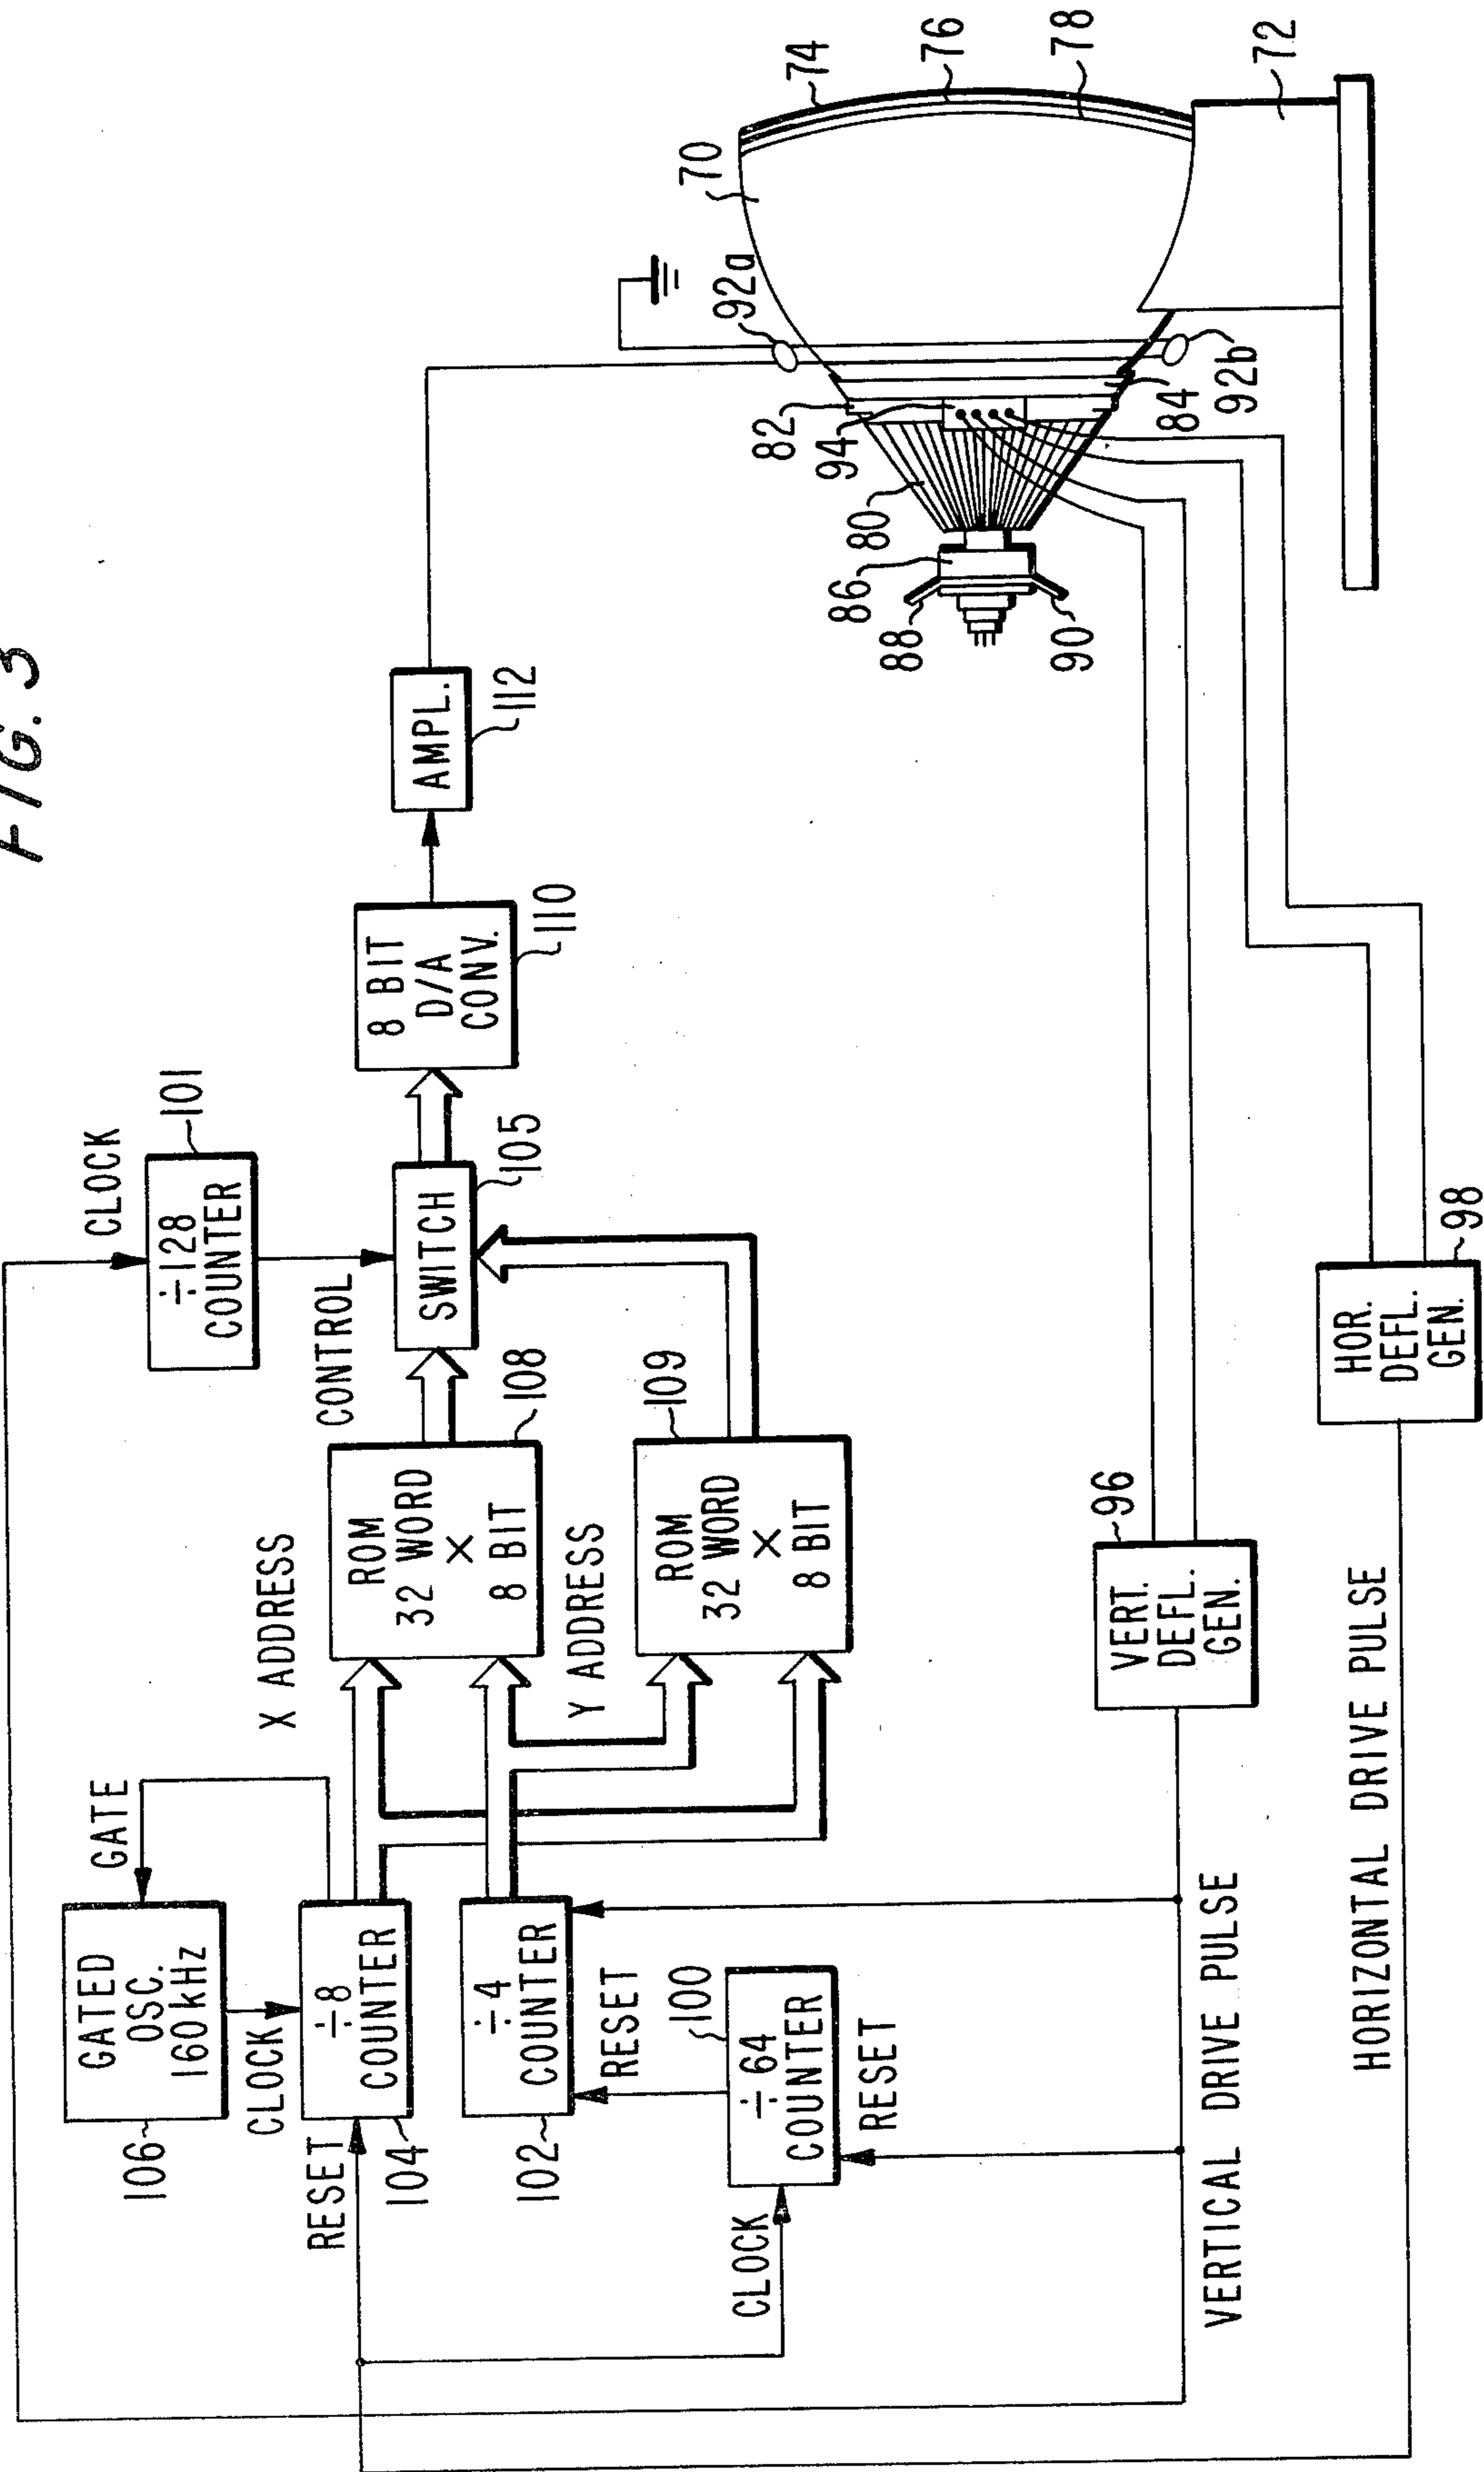 FIG. 3
CLOCK
÷128
COUNTER
101
GATE
GATED
OSC.
160 kHz
106
CLOCK
RESET
÷8
COUNTER
104
÷4
COUNTER
102
RESET
100
÷64
COUNTER
CLOCK
RESET
X ADDRESS
ROM
32 WORD
×
8 BIT
108
Y ADDRESS
ROM
32 WORD
×
8 BIT
109
CONTROL
SWITCH
105
8 BIT
D/A
CONV.
110
AMPL.
112
VERT.
DEFL.
GEN.
96
VERTICAL DRIVE PULSE
HOR.
DEFL.
GEN.
98
HORIZONTAL DRIVE PULSE
70
74
76
78
72
92a
92b
82
94
84
80
86
88
90